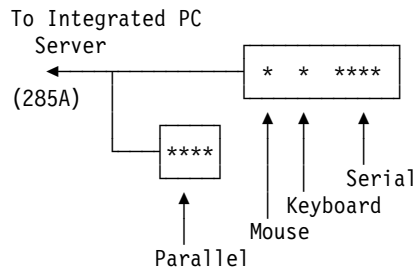 To Integrated PC
Server
(285A)
* * ****
****
Serial
Keyboard
Mouse
Parallel